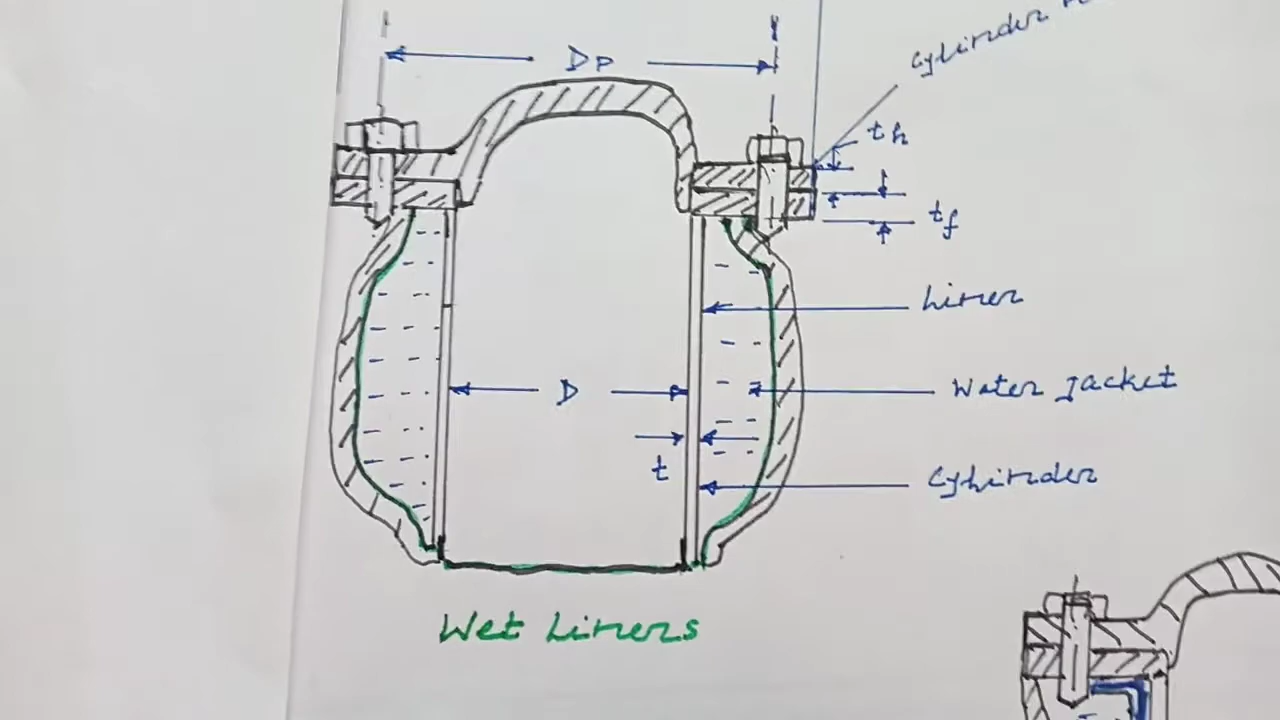 Dp
Cylinder
th
tf
Liner
D
Water jacket
t
Cylinder
Wet Liners